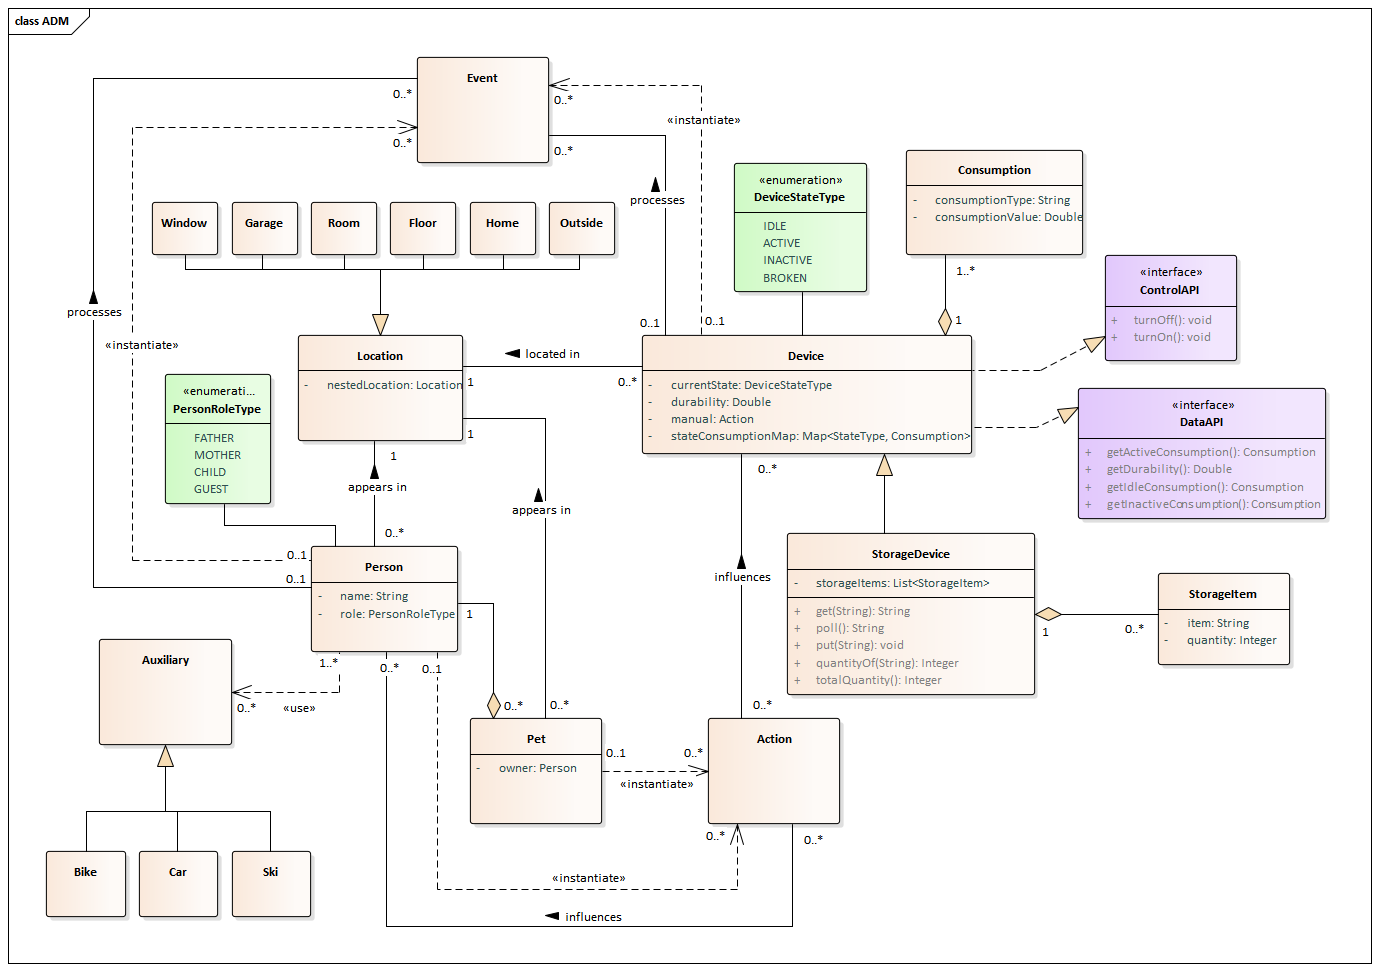 class ADM
Event
0..*
0..*
0..*
0..*
«instantiate»
processes
«enumeration»
DeviceStateType
IDLE
ACTIVE
INACTIVE
BROKEN
Consumption
- consumptionType: String
- consumptionValue: Double
1..*
1
Window
Garage
Room
Floor
Home
Outside
«interface»
ControlAPI
+ turnOff(): void
+ turnOn(): void
processes
«instantiate»
0..1
0..1
Location
- nestedLocation: Location
1
1
1
located in
0..*
Device
- currentState: DeviceStateType
- durability: Double
- manual: Action
- stateConsumptionMap: Map<StateType, Consumption>
0..*
«interface»
DataAPI
+ getActiveConsumption(): Consumption
+ getDurability(): Double
+ getIdleConsumption(): Consumption
+ getInactiveConsumption(): Consumption
«enumerati...
PersonRoleType
FATHER
MOTHER
CHILD
GUEST
appears in
appears in
0..*
0..1
0..1
Person
- name: String
- role: PersonRoleType
1
1..*
0..*
0..1
influences
StorageDevice
- storageItems: List<StorageItem>
+ get(String): String
+ poll(): String
+ put(String): void
+ quantityOf(String): Integer
+ totalQuantity(): Integer
1
0..*
StorageItem
- item: String
- quantity: Integer
Auxiliary
0..*
«use»
0..*
0..*
0..*
Pet
- owner: Person
0..1
0..*
«instantiate»
Action
0..*
0..*
Bike
Car
Ski
«instantiate»
influences